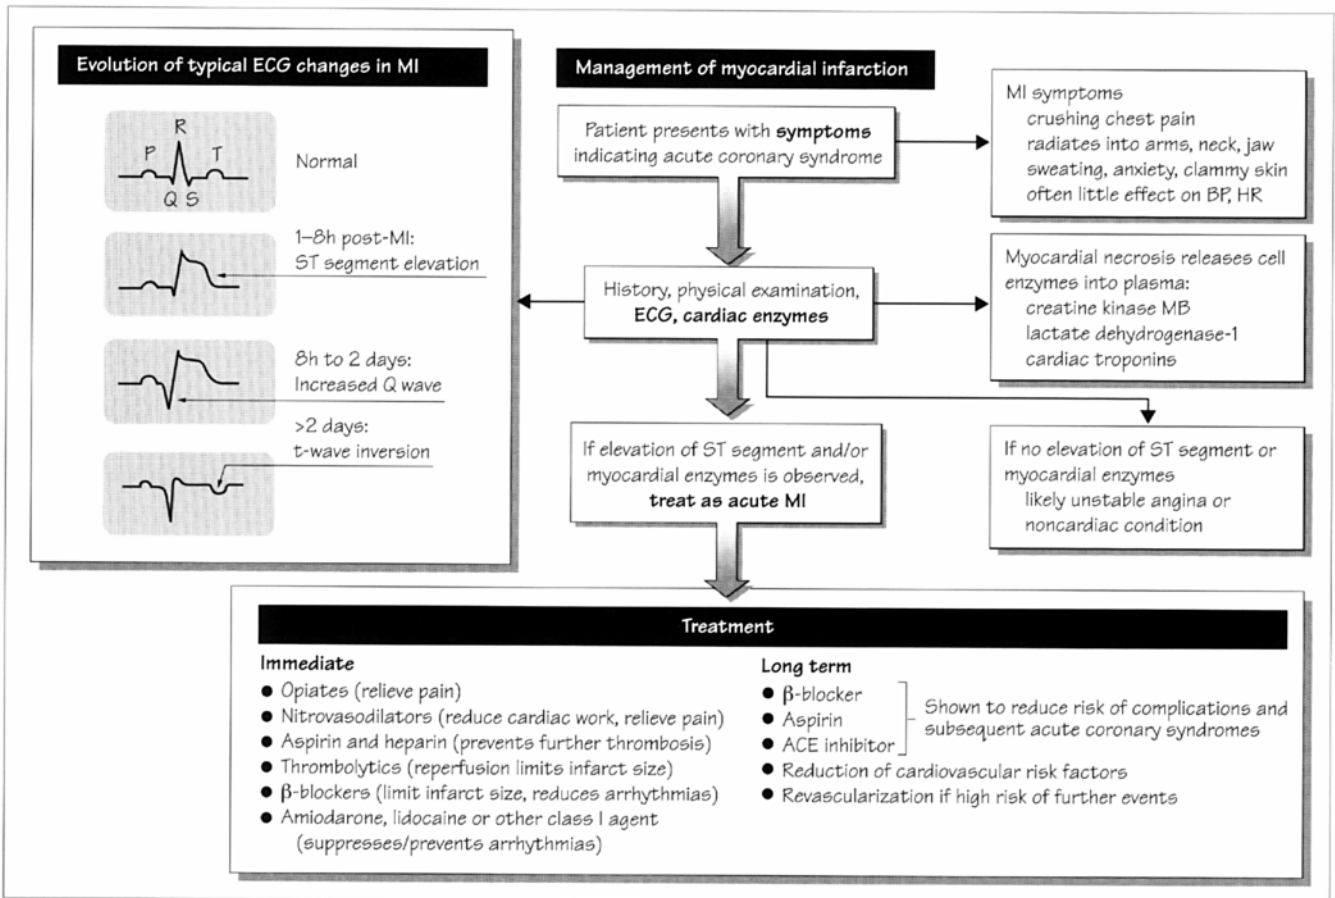 Evolution of typical ECG changes in MI
R
P
T
Q S
Normal
1–8h post-MI:
ST segment elevation
8h to 2 days:
Increased Q wave
>2 days:
t-wave inversion
Management of myocardial infarction
Patient presents with symptoms
indicating acute coronary syndrome
MI symptoms
crushing chest pain
radiates into arms, neck, jaw
sweating, anxiety, clammy skin
often little effect on BP, HR
History, physical examination,
ECG, cardiac enzymes
Myocardial necrosis releases cell
enzymes into plasma:
creatine kinase MB
lactate dehydrogenase-1
cardiac troponins
If elevation of ST segment and/or
myocardial enzymes is observed,
treat as acute MI
If no elevation of ST segment or
myocardial enzymes
likely unstable angina or
noncardiac condition
Treatment
Immediate
● Opiates (relieve pain)
● Nitrovasodilators (reduce cardiac work, relieve pain)
● Aspirin and heparin (prevents further thrombosis)
● Thrombolytics (reperfusion limits infarct size)
● β-blockers (limit infarct size, reduces arrhythmias)
● Amiodarone, lidocaine or other class I agent
(suppresses/prevents arrhythmias)
Long term
● β-blocker
● Aspirin
● ACE inhibitor
Shown to reduce risk of complications and
subsequent acute coronary syndromes
● Reduction of cardiovascular risk factors
● Revascularization if high risk of further events